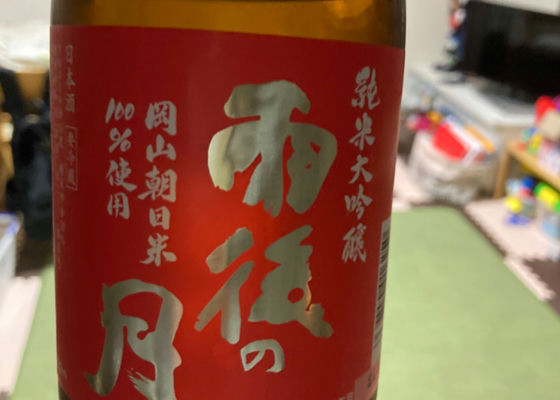 純米大吟醸
雨後の
月
岡山朝日米
100%使用
日本酒